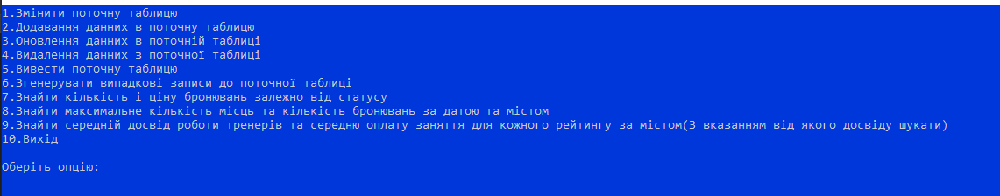 1.Змінити поточну таблицю
2.Додавання данних в поточну таблицю
3.Оновлення данних в поточній таблиці
4.Видалення данних з поточної таблиці
5.Вивести поточну таблицю
6.Згенерувати випадкові записи до поточної таблиці
7.Знайти кількість і ціну бронювань залежно від статусу
8.Знайти максимальне кількість місць та кількість бронювань за датою та містом
9.Знайти середній досвід роботи тренерів та середню оплату заняття для кожного рейтингу за містом(З вказанням від якого досвіду шукати)
10.Вихід
Оберіть опцію: